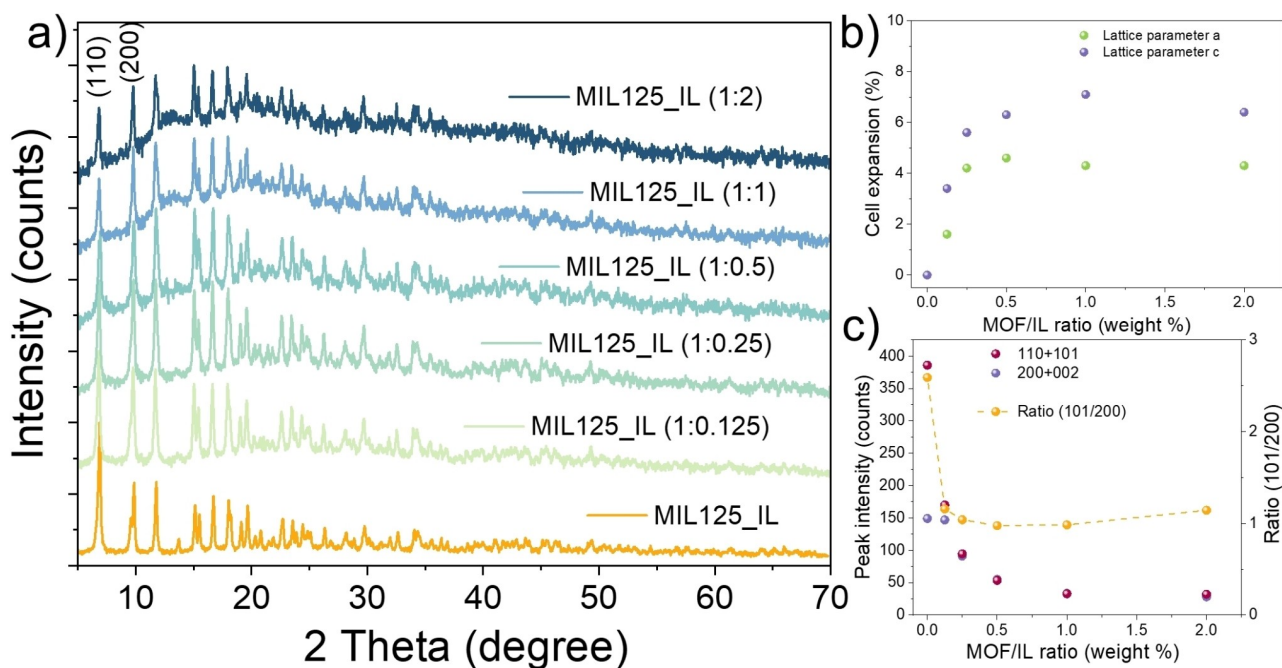 a)
(110)
(200)
MIL125_IL (1:2)
MIL125_IL (1:1)
MIL125_IL (1:0.5)
MIL125_IL (1:0.25)
MIL125_IL (1:0.125)
MIL125_IL
Intensity (counts)
10 20 30 40 50 60 70
2 Theta (degree)
b)
Lattice parameter a
Lattice parameter c
Cell expansion (%)
10
8
6
4
2
0
0.0 0.5 1.0 1.5 2.0
MOF/IL ratio (weight %)
c)
110+101
200+002
Ratio (101/200)
Peak intensity (counts)
400
350
300
250
200
150
100
50
0
3
2
1
0
Ratio (101/200)
0.0 0.5 1.0 1.5 2.0
MOF/IL ratio (weight %)